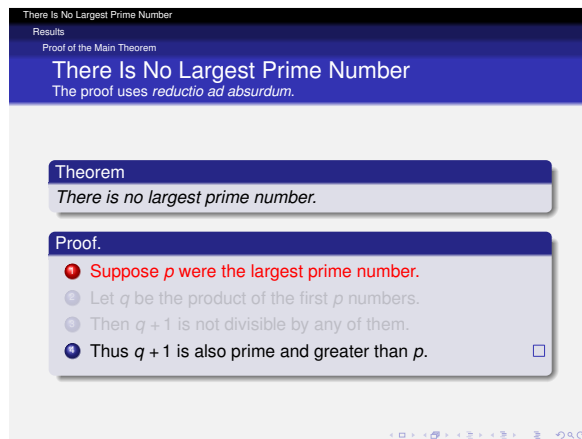 There Is No Largest Prime Number
Results
Proof of the Main Theorem
There Is No Largest Prime Number
The proof uses reductio ad absurdum.
Theorem
There is no largest prime number.
Proof.
1 Suppose p were the largest prime number.
2 Let q be the product of the first p numbers.
3 Then q + 1 is not divisible by any of them.
4 Thus q + 1 is also prime and greater than p.